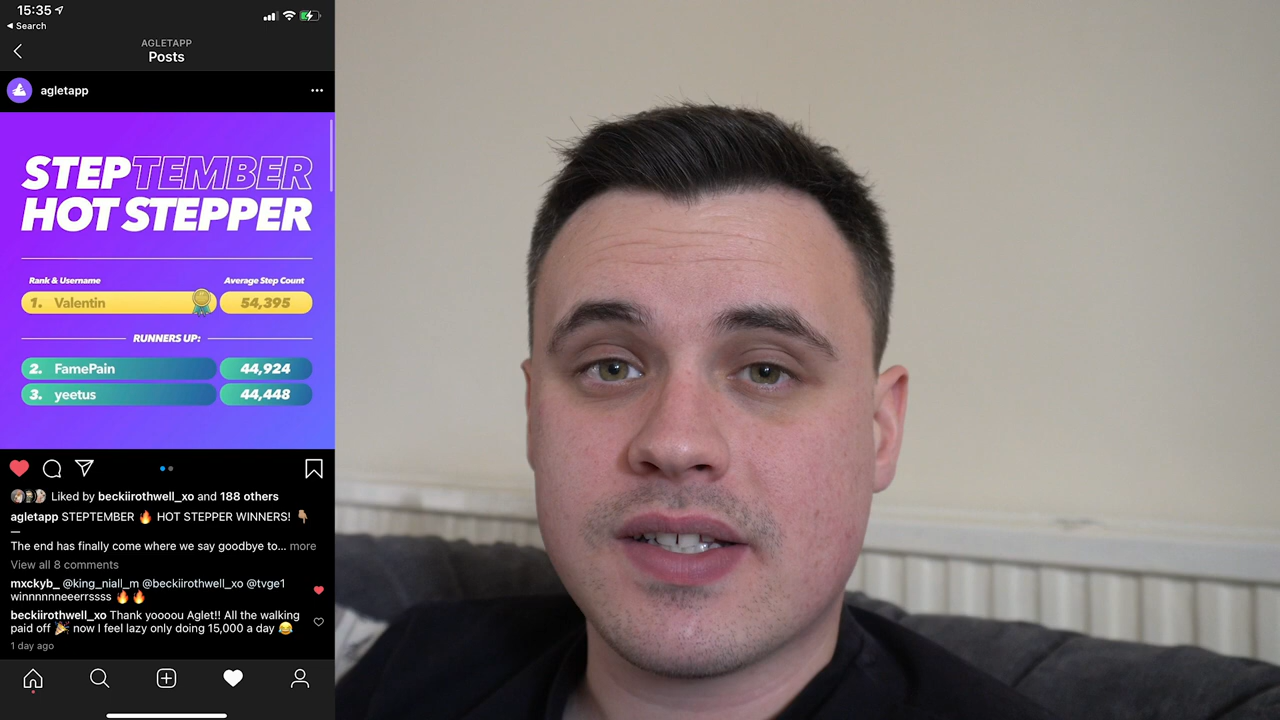 15:35
◀ Search
AGLETAPP
Posts
agletapp
STEPTEMBER
HOT STEPPER
Rank & Username Average Step Count
1. Valentin 54,395
RUNNERS UP:
2. FamePain 44,924
3. yeetus 44,448
Liked by beckiirothwell_xo and 188 others
agletapp STEPTEMBER 🔥 HOT STEPPER WINNERS! 👇🏽
—
The end has finally come where we say goodbye to... more
View all 8 comments
mxckyb_ @king_niall_m @beckiirothwell_xo @tvge1
winnnnnneeerrssss 🔥🔥
beckiirothwell_xo Thank yoooou Aglet!! All the walking
paid off 🎉 now I feel lazy only doing 15,000 a day 😂
1 day ago